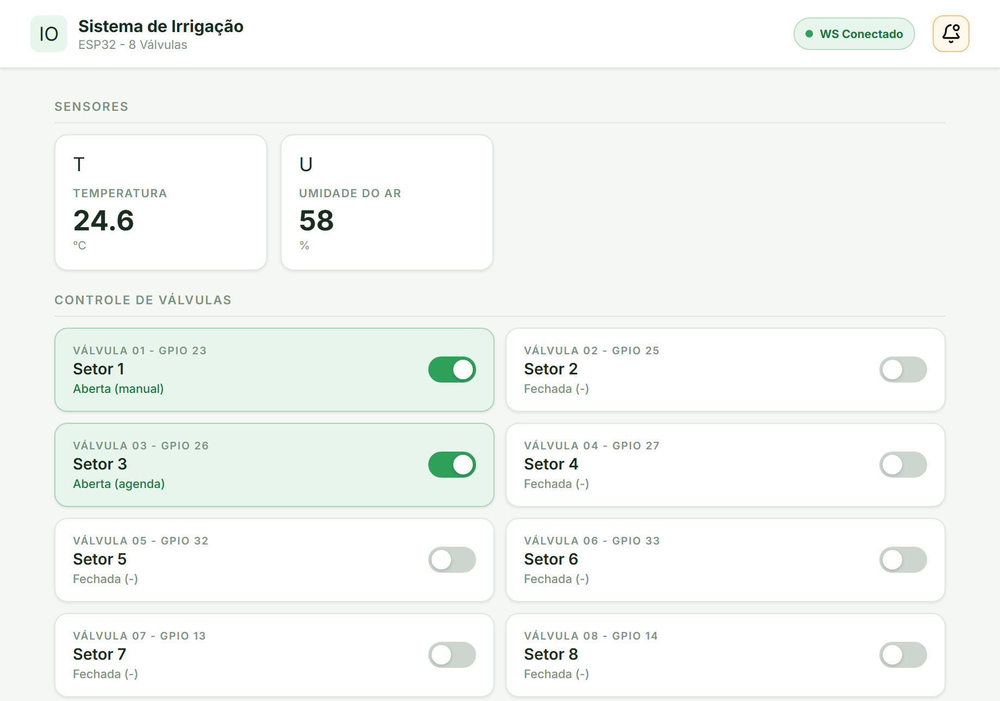 IO
Sistema de Irrigação
ESP32 - 8 Válvulas
WS Conectado
SENSORES
T
TEMPERATURA
24.6
°C
U
UMIDADE DO AR
58
%
CONTROLE DE VÁLVULAS
VÁLVULA 01 - GPIO 23
Setor 1
Aberta (manual)
VÁLVULA 02 - GPIO 25
Setor 2
Fechada (-)
VÁLVULA 03 - GPIO 26
Setor 3
Aberta (agenda)
VÁLVULA 04 - GPIO 27
Setor 4
Fechada (-)
VÁLVULA 05 - GPIO 32
Setor 5
Fechada (-)
VÁLVULA 06 - GPIO 33
Setor 6
Fechada (-)
VÁLVULA 07 - GPIO 13
Setor 7
Fechada (-)
VÁLVULA 08 - GPIO 14
Setor 8
Fechada (-)